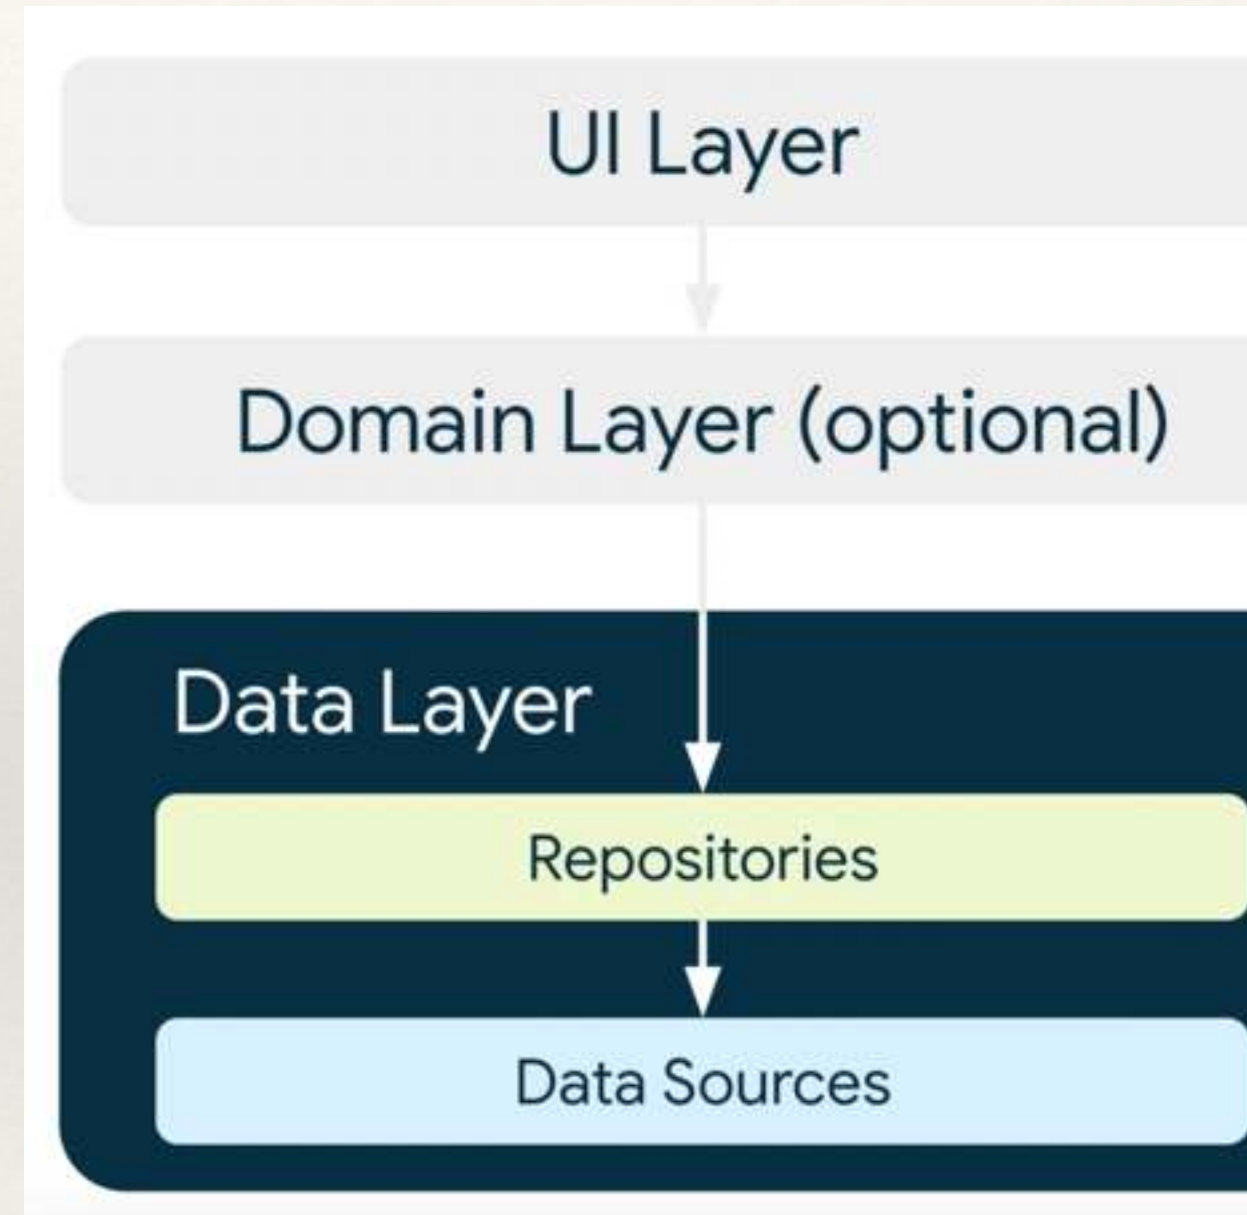 UI Layer
Domain Layer (optional)
Data Layer
Repositories
Data Sources